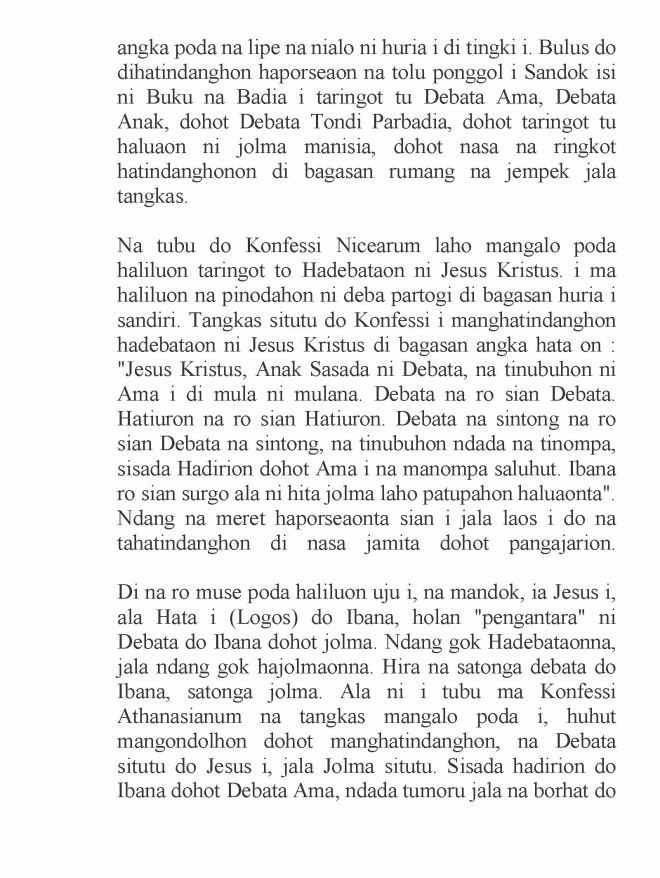 angka poda na lipe na nialo ni huria i di tingki i. Bulus do
dihatindanghon haporseaon na tolu ponggol i Sandok isi
ni Buku na Badia i taringot tu Debata Ama, Debata
Anak, dohot Debata Tondi Parbadia, dohot taringot tu
haluaon ni jolma manisia, dohot nasa na ringkot
hatindanghonon di bagasan rumang na jempek jala
tangkas.

Na tubu do Konfessi Nicearum laho mangalo poda
haliluon taringot to Hadebataon ni Jesus Kristus. i ma
haliluon na pinodahon ni deba partogi di bagasan huria i
sandiri. Tangkas situtu do Konfessi i manghatindanghon
hadebataon ni Jesus Kristus di bagasan angka hata on :
"Jesus Kristus, Anak Sasada ni Debata, na tinubuhon ni
Ama i di mula ni mulana. Debata na ro sian Debata.
Hatiuron na ro sian Hatiuron. Debata na sintong na ro
sian Debata na sintong, na tinubuhon ndada na tinompa,
sisada Hadirion dohot Ama i na manompa saluhut. Ibana
ro sian surgo ala ni hita jolma laho patupahon haluaonta".
Ndang na meret haporseaonta sian i jala laos i do na
tahatindanghon di nasa jamita dohot pangajarion.

Di na ro muse poda haliluon uju i, na mandok, ia Jesus i,
ala Hata i (Logos) do Ibana, holan "pengantara" ni
Debata do Ibana dohot jolma. Ndang gok Hadebataonna,
jala ndang gok hajolmaonna. Hira na satonga debata do
Ibana, satonga jolma. Ala ni i tubu ma Konfessi
Athanasianum na tangkas mangalo poda i, huhut
mangondolhon dohot manghatindanghon, na Debata
situtu do Jesus i, jala Jolma situtu. Sisada hadirion do
Ibana dohot Debata Ama, ndada tumoru jala na borhat do